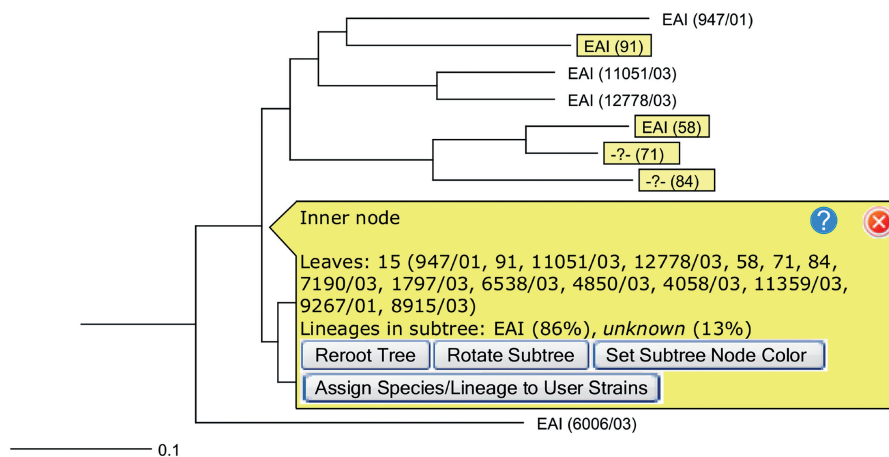 EAI (947/01)
EAI (91)
EAI (11051/03)
EAI (12778/03)
EAI (58)
-?- (71)
-?- (84)
Inner node
?
Leaves: 15 (947/01, 91, 11051/03, 12778/03, 58, 71, 84,
7190/03, 1797/03, 6538/03, 4850/03, 4058/03, 11359/03,
9267/01, 8915/03)
Lineages in subtree: EAI (86%), unknown (13%)
Reroot Tree Rotate Subtree Set Subtree Node Color
Assign Species/Lineage to User Strains
EAI (6006/03)
0.1